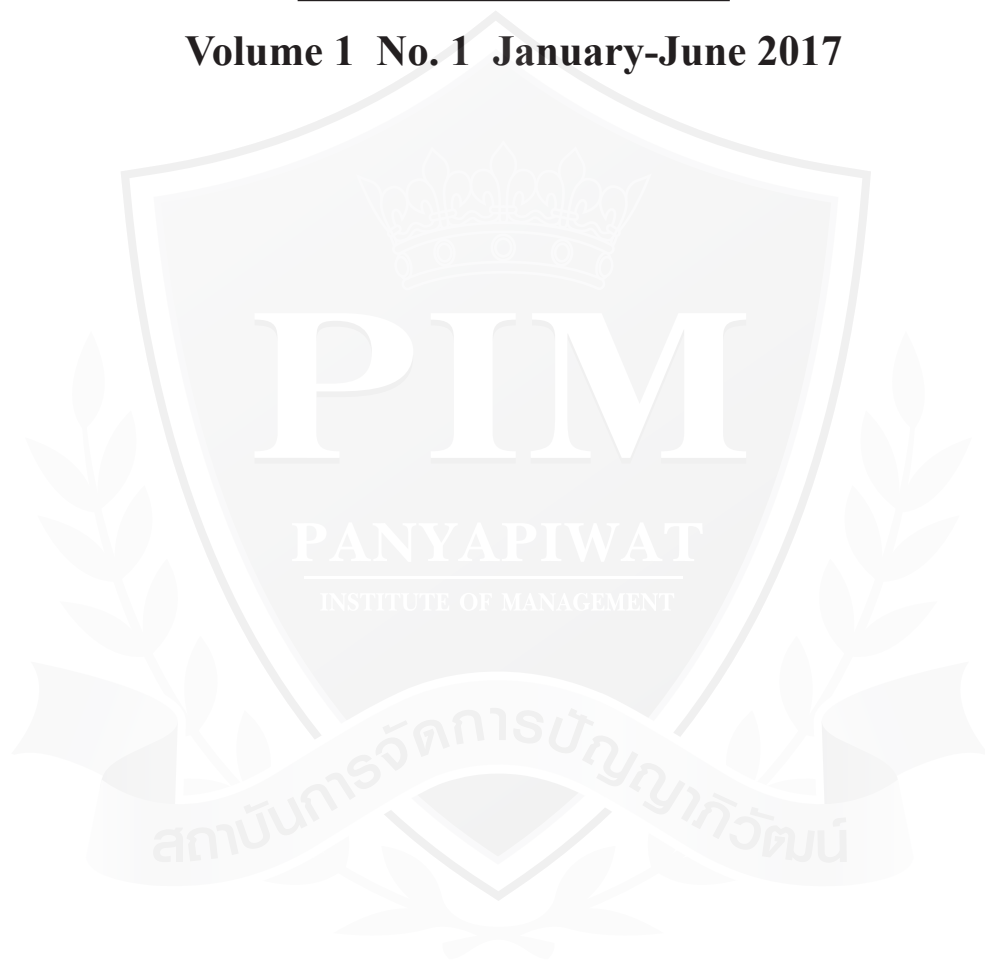 Volume 1 No. 1 January-June 2017
PIM
PANYAPIWAT
INSTITUTE OF MANAGEMENT
สถาบันการจัดการปัญญาภิวัฒน์